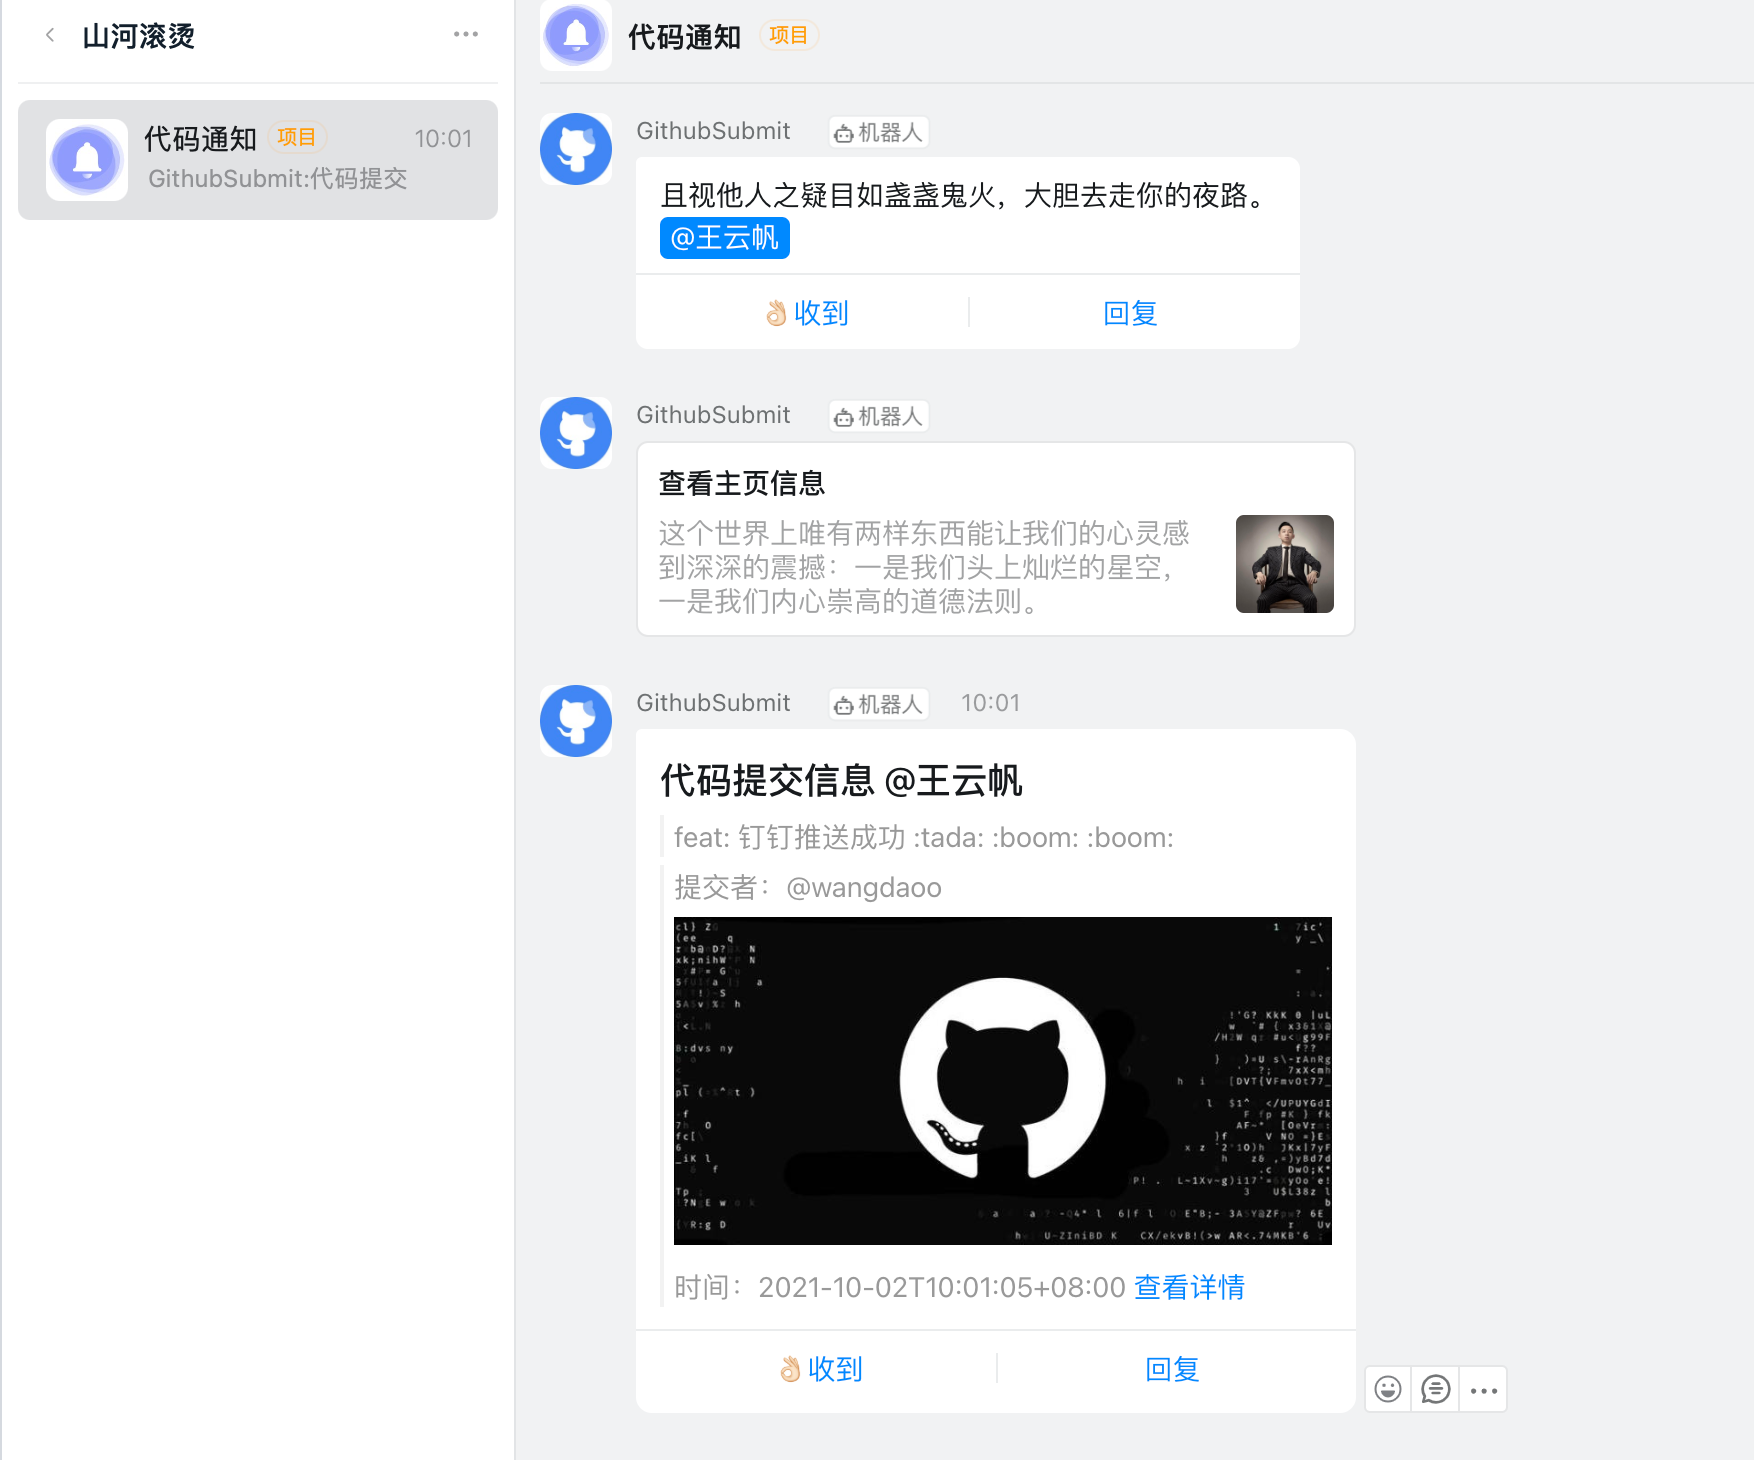 山河滚烫
代码通知 项目 10:01
GithubSubmit:代码提交
代码通知 项目
GithubSubmit 机器人
且视他人之疑目如盏盏鬼火，大胆去走你的夜路。
@王云帆
👌🏻 收到 回复
GithubSubmit 机器人
查看主页信息
这个世界上唯有两样东西能让我们的心灵感
到深深的震撼：一是我们头上灿烂的星空，
一是我们内心崇高的道德法则。
GithubSubmit 机器人 10:01
代码提交信息 @王云帆
feat: 钉钉推送成功 :tada: :boom: :boom:
提交者：@wangdaoo
时间：2021-10-02T10:01:05+08:00 查看详情
👌🏻 收到 回复